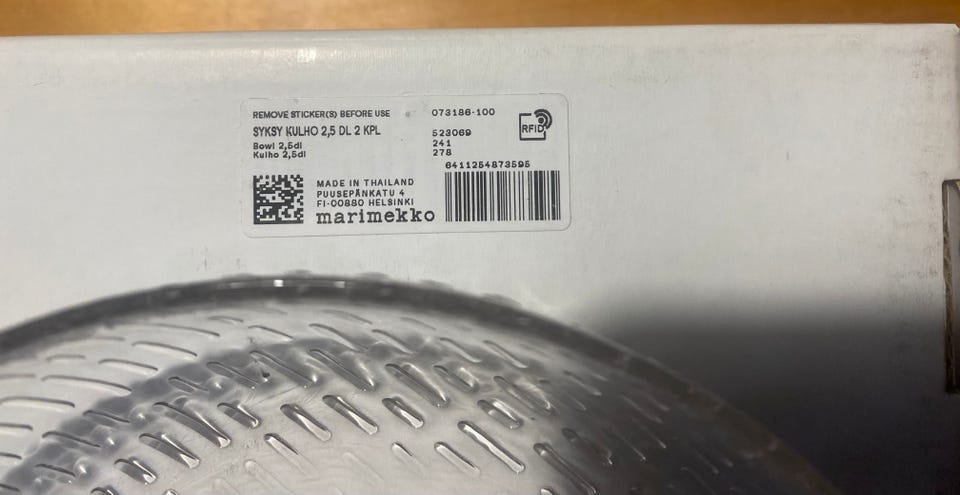 REMOVE STICKER(S) BEFORE USE
SYKSY KULHO 2,5 DL 2 KPL
Bowl 2,5dl
Kulho 2,5dl
073186-100
523069
241
278
RFID
6411254873595
MADE IN THAILAND
PUUSEPÄNKATU 4
FI-00880 HELSINKI
marimekko